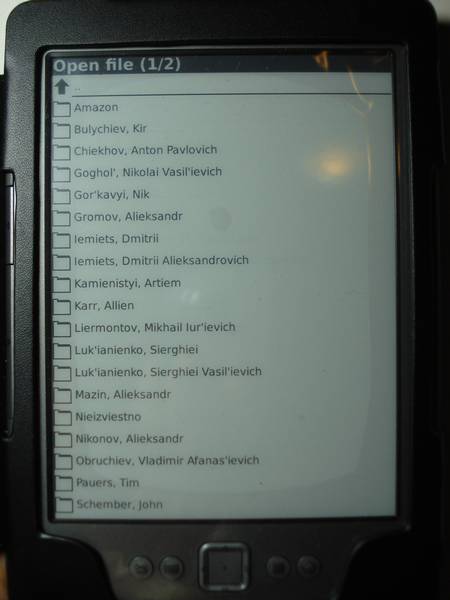 Open file (1/2)
..
Amazon
Bulychiev, Kir
Chiekhov, Anton Pavlovich
Goghol', Nikolai Vasil'ievich
Gor'kavyi, Nik
Gromov, Alieksandr
Iemiets, Dmitrii
Iemiets, Dmitrii Alieksandrovich
Kamienistyi, Artiem
Karr, Allien
Liermontov, Mikhail Iur'ievich
Luk'ianienko, Sierghiei
Luk'ianienko, Sierghiei Vasil'ievich
Mazin, Alieksandr
Nieizviestno
Nikonov, Alieksandr
Obruchiev, Vladimir Afanas'ievich
Pauers, Tim
Schember, John